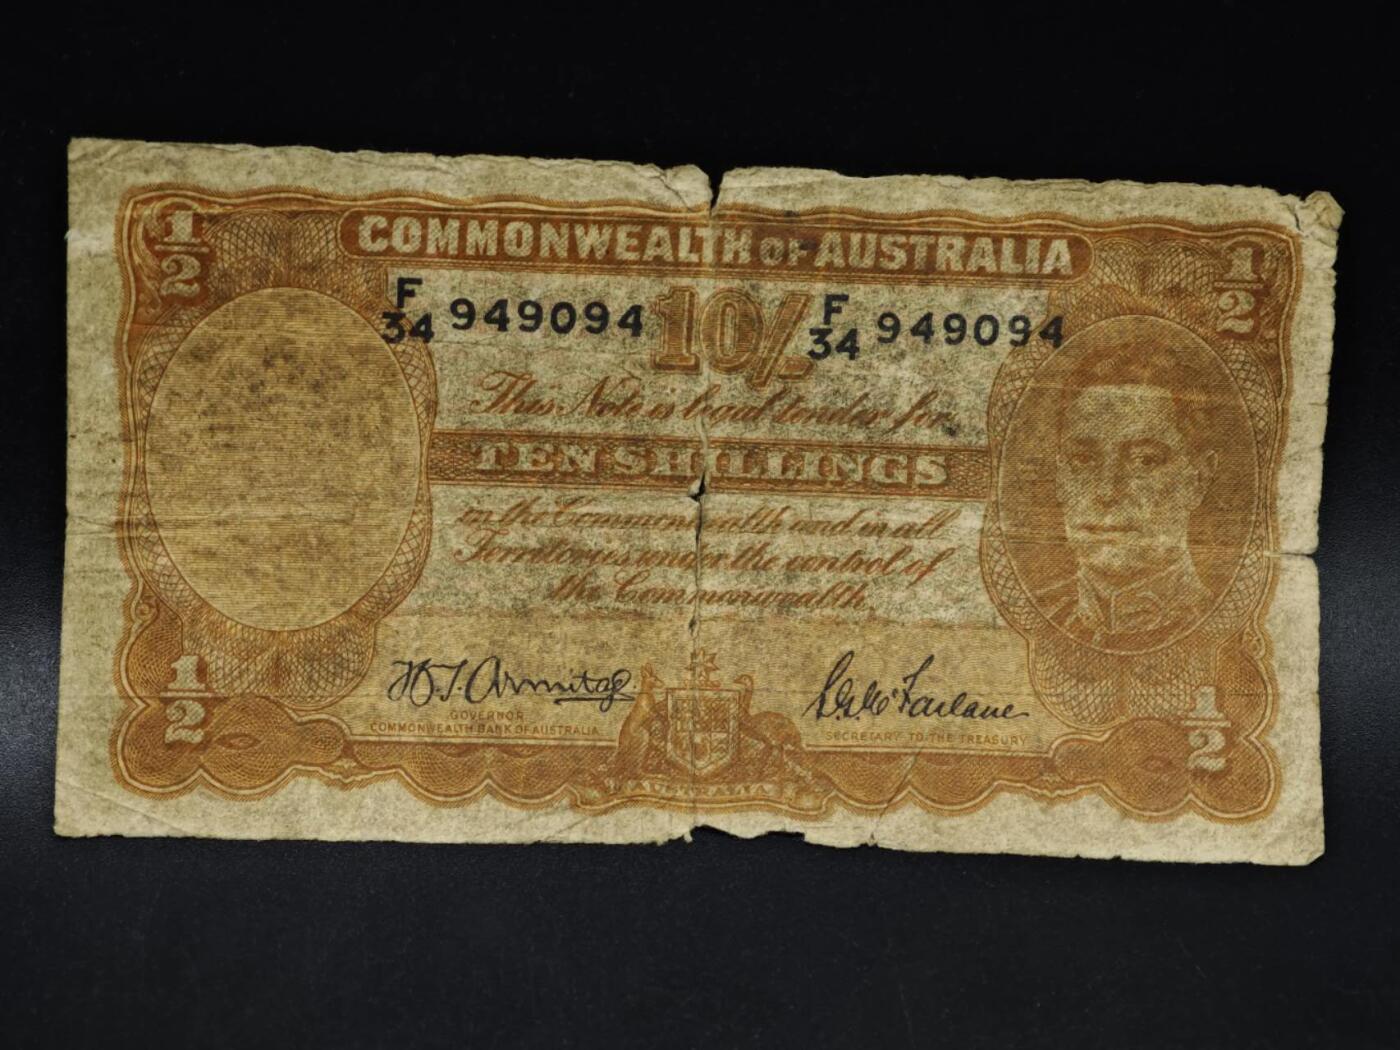 1/2
COMMONWEALTH OF AUSTRALIA
1/2
F/34 949094
10/-
F/34 949094
This Note is legal tender for
TEN SHILLINGS
in the Commonwealth and in all
Territories under the control of
the Commonwealth.
H.T. Armitage
GOVERNOR
COMMONWEALTH BANK OF AUSTRALIA
S.G. McFarlane
SECRETARY TO THE TREASURY
1/2
AUSTRALIA
1/2